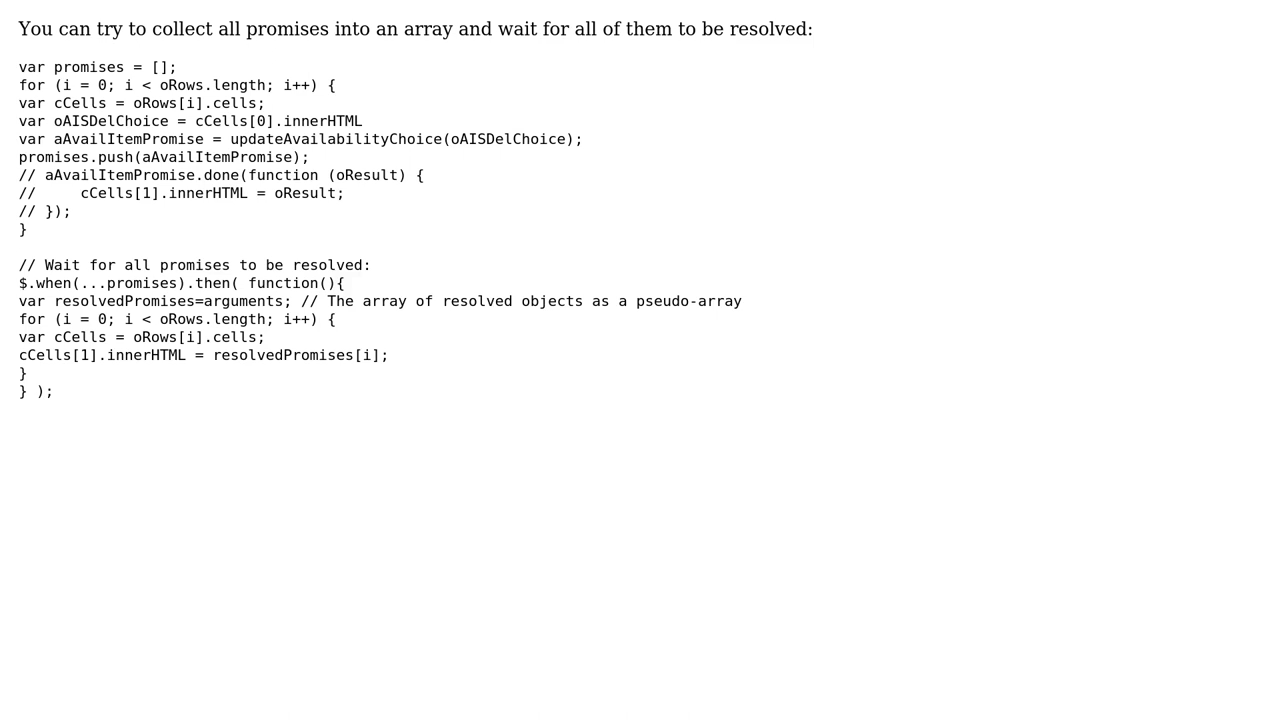 You can try to collect all promises into an array and wait for all of them to be resolved:
var promises = [];
for (i = 0; i < oRows.length; i++) {
var cCells = oRows[i].cells;
var oAISDelChoice = cCells[0].innerHTML
var aAvailItemPromise = updateAvailabilityChoice(oAISDelChoice);
promises.push(aAvailItemPromise);
// aAvailItemPromise.done(function (oResult) {
//     cCells[1].innerHTML = oResult;
// });
}
// Wait for all promises to be resolved:
$.when(...promises).then( function(){
var resolvedPromises=arguments; // The array of resolved objects as a pseudo-array
for (i = 0; i < oRows.length; i++) {
var cCells = oRows[i].cells;
cCells[1].innerHTML = resolvedPromises[i];
}
} );